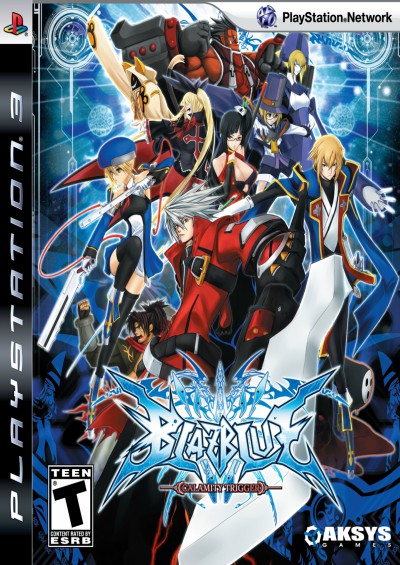 PLAYSTATION 3
PlayStation®Network
BLAZBLUE
CALAMITY TRIGGER
TEEN
T
CONTENT RATED BY
ESRB
AKSYS
GAMES